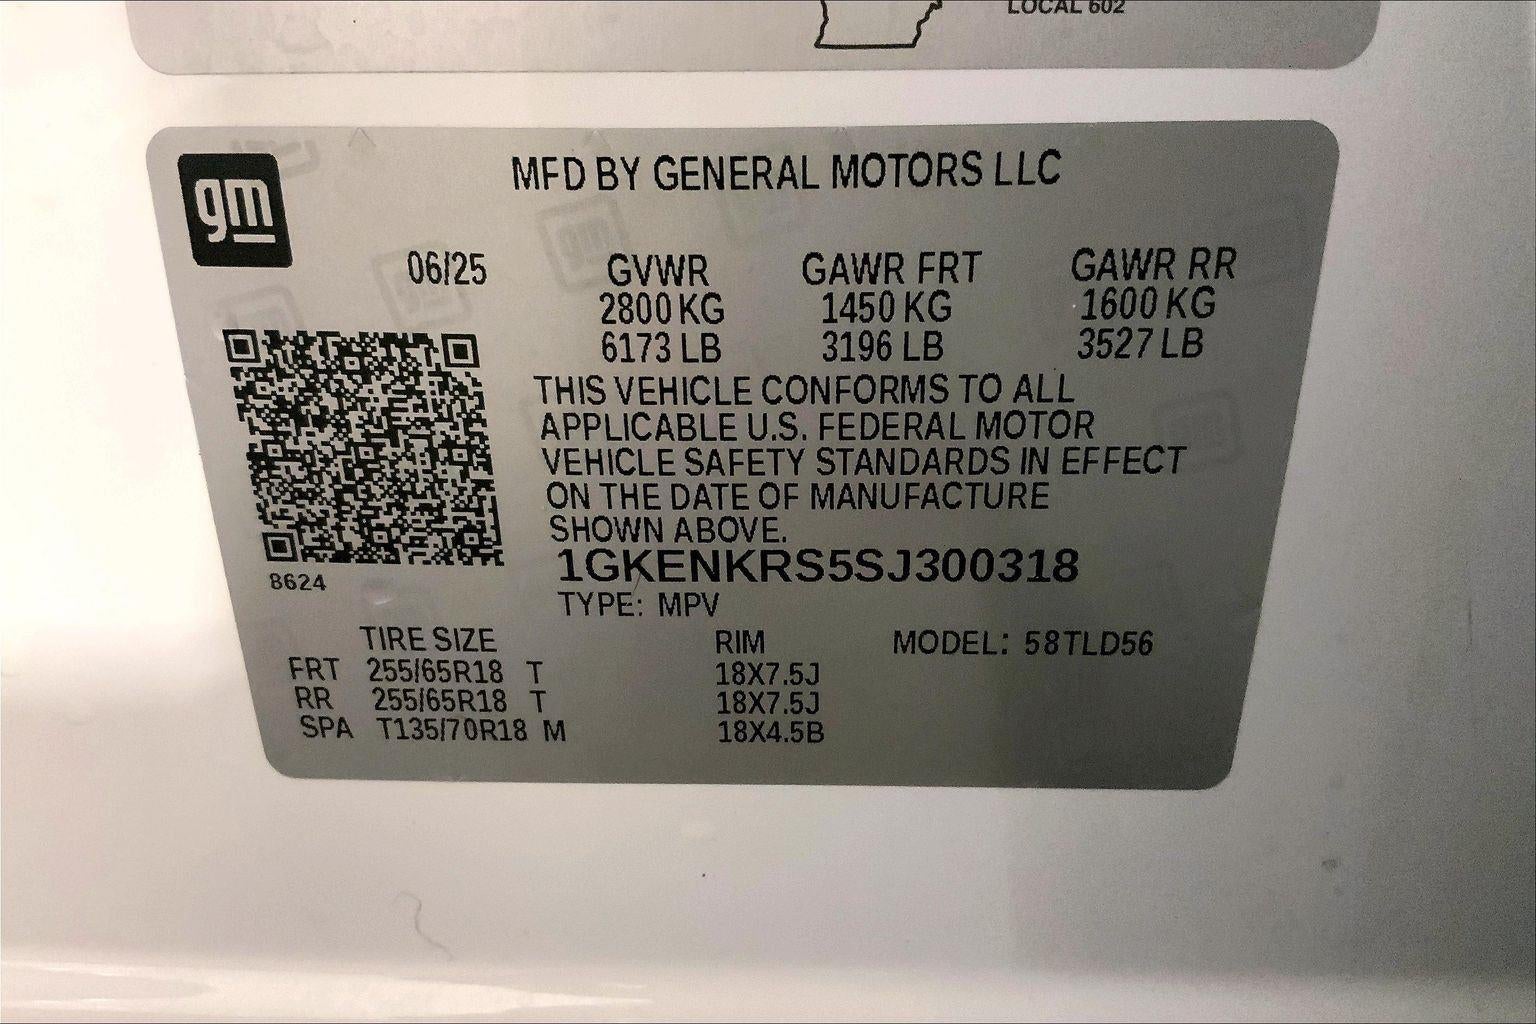 LOCAL 602
gm
MFD BY GENERAL MOTORS LLC
06/25 GVWR GAWR FRT GAWR RR
2800 KG 1450 KG 1600 KG
6173 LB 3196 LB 3527 LB
THIS VEHICLE CONFORMS TO ALL
APPLICABLE U.S. FEDERAL MOTOR
VEHICLE SAFETY STANDARDS IN EFFECT
ON THE DATE OF MANUFACTURE
SHOWN ABOVE.
1GKENKRS5SJ300318
8624
TYPE: MPV
TIRE SIZE RIM MODEL: 58TLD56
FRT 255/65R18 T 18X7.5J
RR 255/65R18 T 18X7.5J
SPA T135/70R18 M 18X4.5B